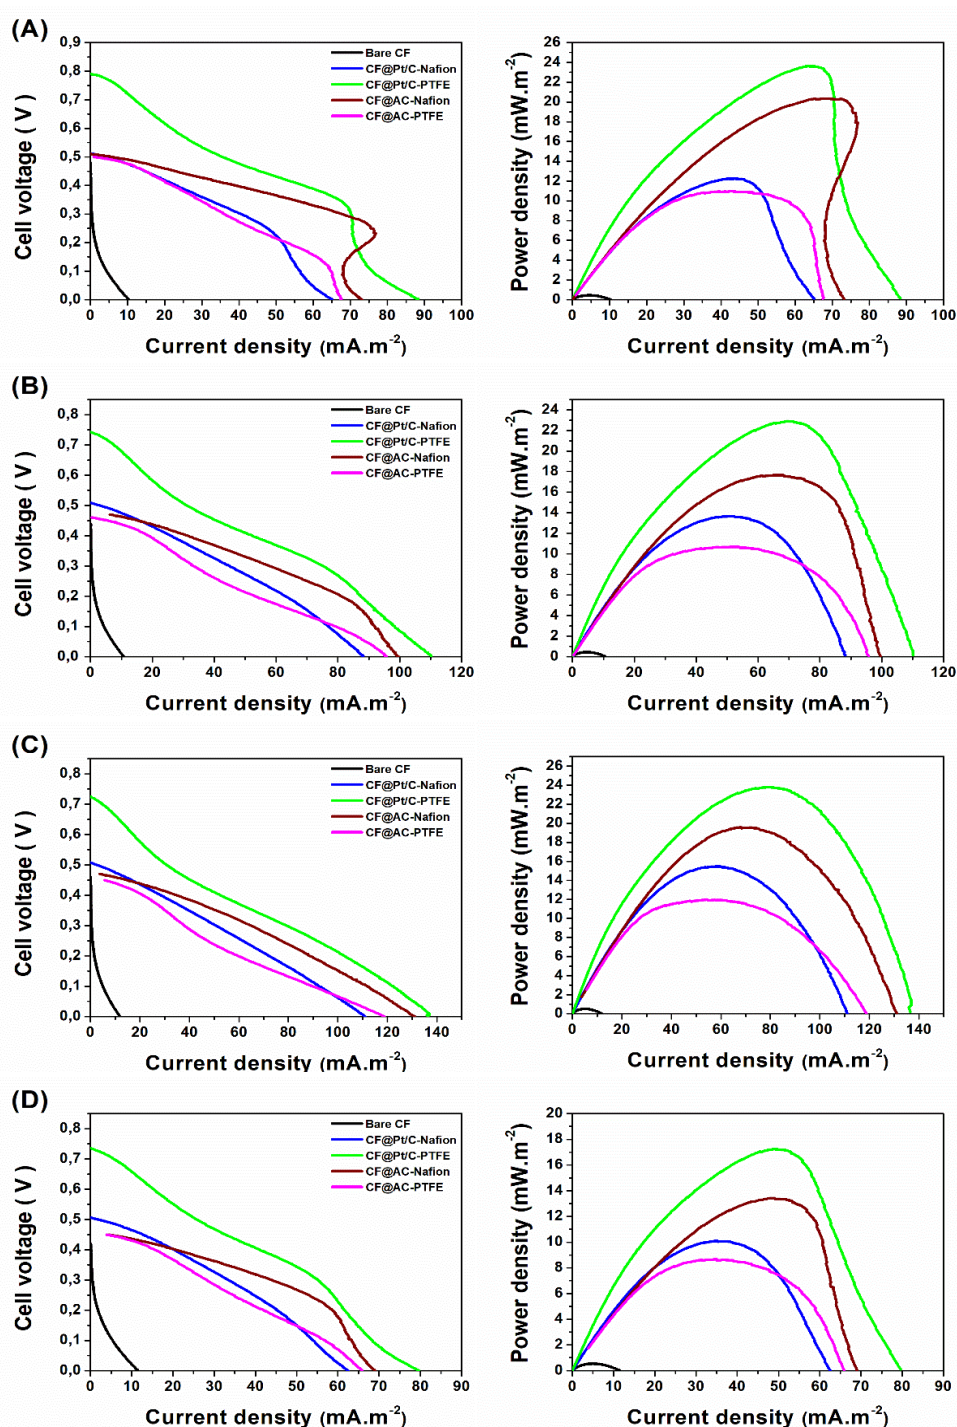 (A)
Cell voltage ( V )
0,9
0,8
0,7
0,6
0,5
0,4
0,3
0,2
0,1
0,0
Bare CF
CF@Pt/C-Nafion
CF@Pt/C-PTFE
CF@AC-Nafion
CF@AC-PTFE
0 10 20 30 40 50 60 70 80 90 100
Current density (mA.m-2)
Power density (mW.m-2)
26
24
22
20
18
16
14
12
10
8
6
4
2
0
0 10 20 30 40 50 60 70 80 90 100
Current density (mA.m-2)
(B)
Cell voltage ( V )
0,8
0,7
0,6
0,5
0,4
0,3
0,2
0,1
0,0
Bare CF
CF@Pt/C-Nafion
CF@Pt/C-PTFE
CF@AC-Nafion
CF@AC-PTFE
0 20 40 60 80 100 120
Current density (mA.m-2)
Power density (mW.m-2)
24
22
20
18
16
14
12
10
8
6
4
2
0
0 20 40 60 80 100 120
Current density (mA.m-2)
(C)
Cell voltage ( V )
0,8
0,7
0,6
0,5
0,4
0,3
0,2
0,1
0,0
Bare CF
CF@Pt/C-Nafion
CF@Pt/C-PTFE
CF@AC-Nafion
CF@AC-PTFE
0 20 40 60 80 100 120 140
Current density (mA.m-2)
Power density (mW.m-2)
26
24
22
20
18
16
14
12
10
8
6
4
2
0
0 20 40 60 80 100 120 140
Current density (mA.m-2)
(D)
Cell voltage ( V )
0,8
0,7
0,6
0,5
0,4
0,3
0,2
0,1
0,0
Bare CF
CF@Pt/C-Nafion
CF@Pt/C-PTFE
CF@AC-Nafion
CF@AC-PTFE
0 10 20 30 40 50 60 70 80 90
Current density (mA.m-2)
Power density (mW.m-2)
20
18
16
14
12
10
8
6
4
2
0
0 10 20 30 40 50 60 70 80 90
Current density (mA.m-2)